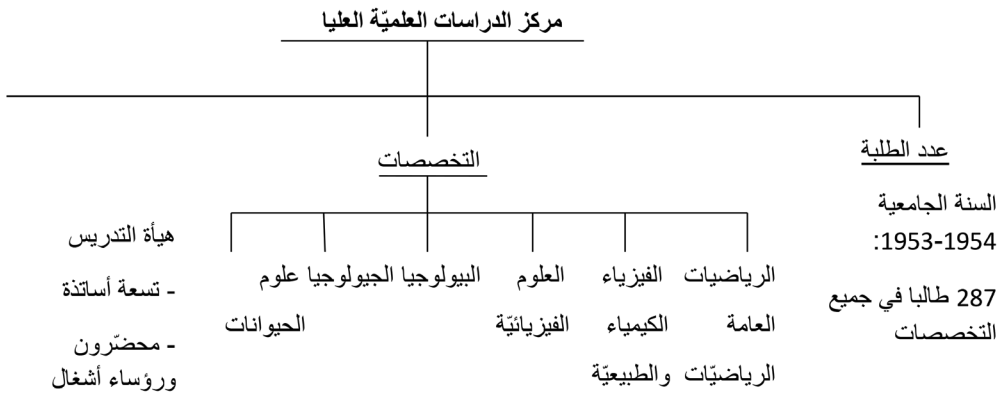 مركز الدراسات العلميّة العليا
عدد الطلبة
السنة الجامعية
1953-1954:
287 طالبا في جميع
التخصصات
التخصصات
الرياضيات
العامة
الرياضيّات
الفيزياء
الكيمياء
والطبيعيّة
العلوم
الفيزيائيّة
البيولوجيا
الجيولوجيا
علوم
الحيوانات
هيأة التدريس
- تسعة أساتذة
- محضّرون
ورؤساء أشغال